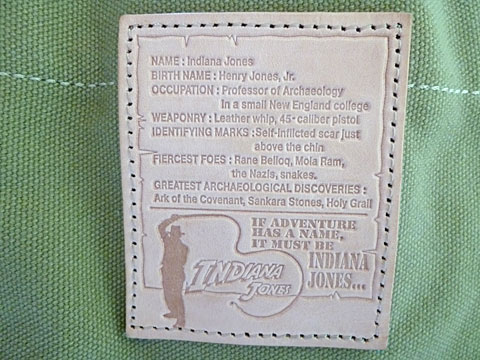 NAME : Indiana Jones
BIRTH NAME : Henry Jones, Jr.
OCCUPATION : Professor of Archaeology
In a small New England college
WEAPONRY : Leather whip, 45- caliber pistol
IDENTIFYING MARKS : Self-inflicted scar just
above the chin
FIERCEST FOES : Rane Belloq, Mola Ram,
the Nazis, snakes.
GREATEST ARCHAEOLOGICAL DISCOVERIES :
Ark of the Covenant, Sankara Stones, Holy Grail
IF ADVENTURE
HAS A NAME,
IT MUST BE
INDIANA
JONES...
INDIANA
JONES